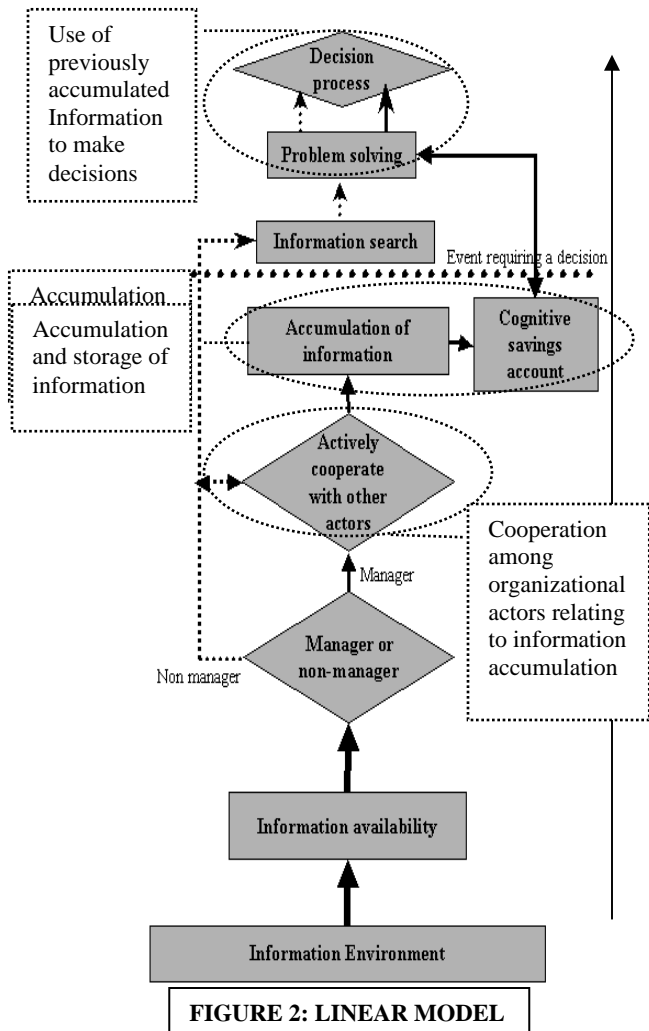 Use of
previously
accumulated
Information
to make
decisions
Decision
process
Problem solving
Information search
Event requiring a decision
Accumulation
Accumulation
and storage of
information
Accumulation of
information
Cognitive
savings
account
Actively
cooperate
with other
actors
Cooperation
among
organizational
actors relating
to information
accumulation
Manager
Manager or
non-manager
Non manager
Information availability
Information Environment
FIGURE 2: LINEAR MODEL